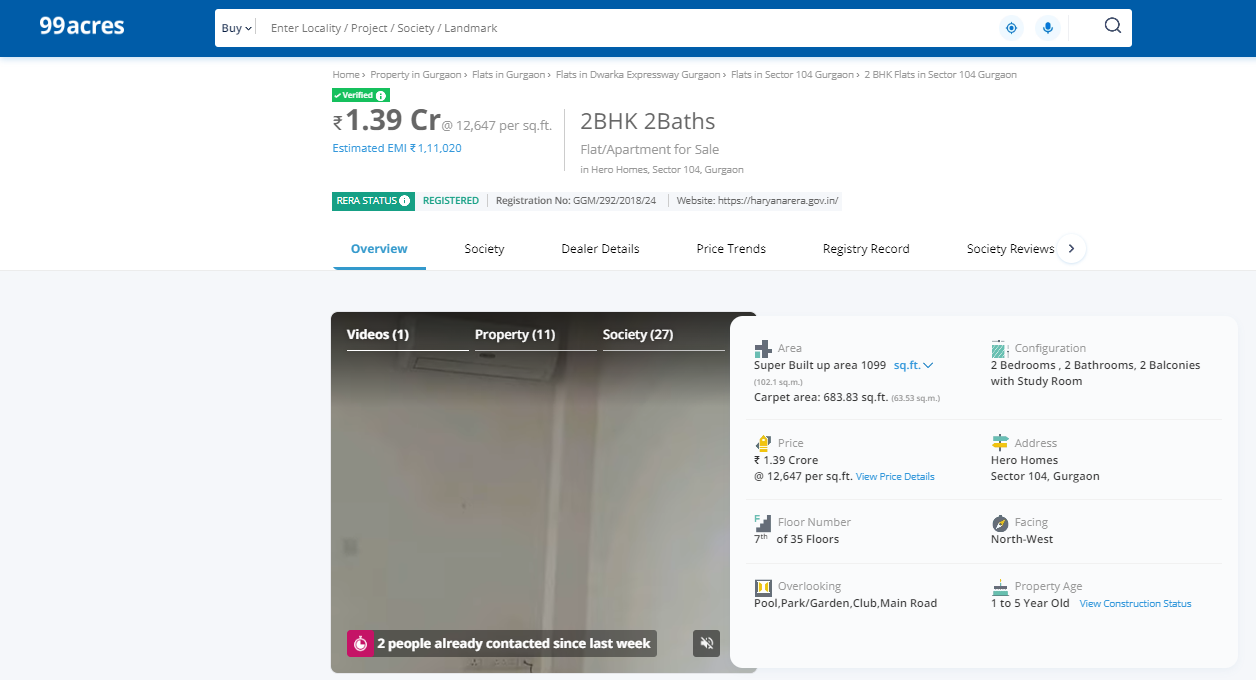 99acres
Buy
Enter Locality / Project / Society / Landmark
Home › Property in Gurgaon › Flats in Gurgaon › Flats in Dwarka Expressway Gurgaon › Flats in Sector 104 Gurgaon › 2 BHK Flats in Sector 104 Gurgaon
Verified
₹1.39 Cr @ 12,647 per sq.ft.
Estimated EMI ₹ 1,11,020
2BHK 2Baths
Flat/Apartment for Sale
in Hero Homes, Sector 104, Gurgaon
RERA STATUS REGISTERED Registration No: GGM/292/2018/24 Website: https://haryanarera.gov.in/
Overview Society Dealer Details Price Trends Registry Record Society Reviews
Videos (1) Property (11) Society (27)
2 people already contacted since last week
Area
Super Built up area 1099 sq.ft.
(102.1 sq.m.)
Carpet area: 683.83 sq.ft. (63.53 sq.m.)
Configuration
2 Bedrooms , 2 Bathrooms, 2 Balconies
with Study Room
Price
₹ 1.39 Crore
@ 12,647 per sq.ft. View Price Details
Address
Hero Homes
Sector 104, Gurgaon
Floor Number
7th of 35 Floors
Facing
North-West
Overlooking
Pool,Park/Garden,Club,Main Road
Property Age
1 to 5 Year Old View Construction Status